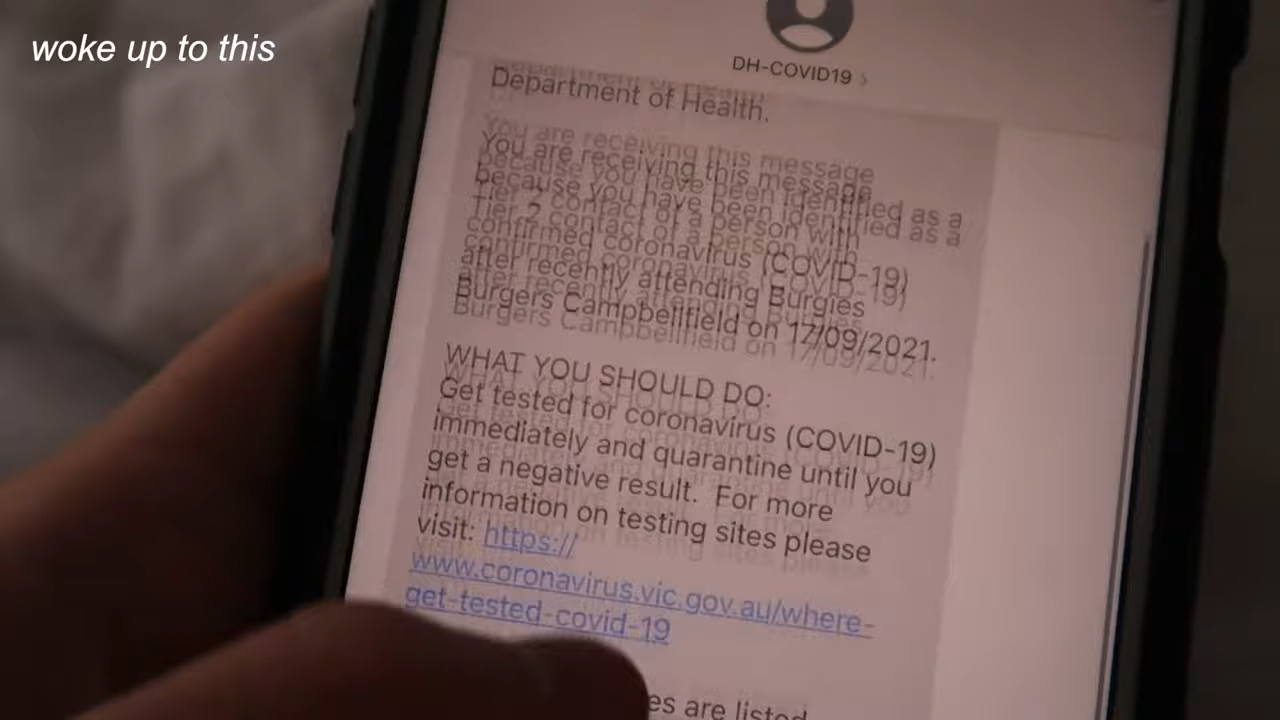 woke up to this
DH-COVID19 >
Department of Health.
You are receiving this message
because you have been identified as a
Tier 2 contact of a person with
confirmed coronavirus (COVID-19)
after recently attending Burgies
Burgers Campbellfield on 17/09/2021.
WHAT YOU SHOULD DO:
Get tested for coronavirus (COVID-19)
immediately and quarantine until you
get a negative result. For more
information on testing sites please
visit: https://
www.coronavirus.vic.gov.au/where-
get-tested-covid-19
are listed